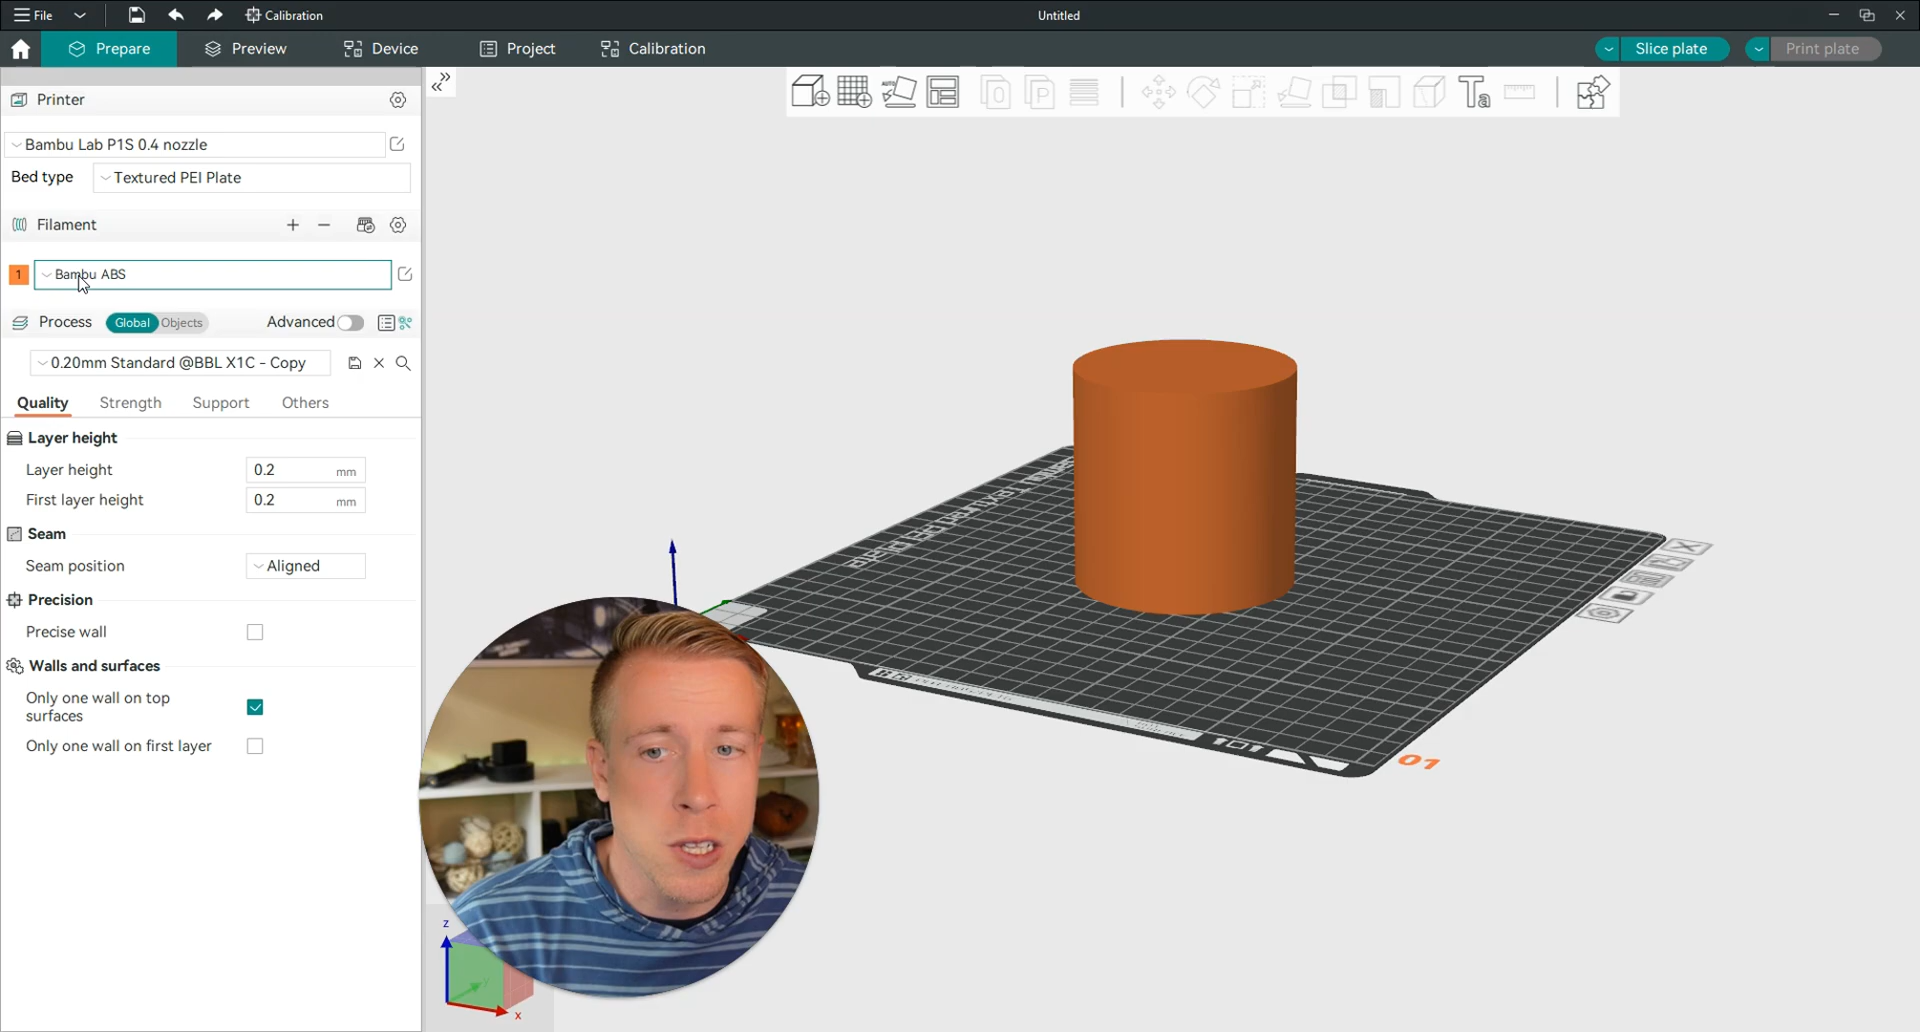 File
Calibration
Untitled
Prepare
Preview
Device
Project
Calibration
Slice plate
Print plate
Printer
Bambu Lab P1S 0.4 nozzle
Bed type
Textured PEI Plate
Filament
1
Bambu ABS
Process
Global
Objects
Advanced
0.20mm Standard @BBL X1C - Copy
Quality
Strength
Support
Others
Layer height
Layer height
0.2
mm
First layer height
0.2
mm
Seam
Seam position
Aligned
Precision
Precise wall
Walls and surfaces
Only one wall on top
surfaces
Only one wall on first layer
AUTO
0
P
Ta
01
z
y
x